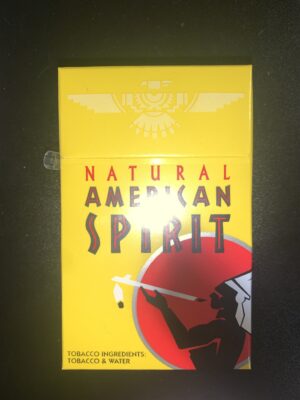 NATURAL
AMERICAN
SPIRIT
TOBACCO INGREDIENTS:
TOBACCO & WATER